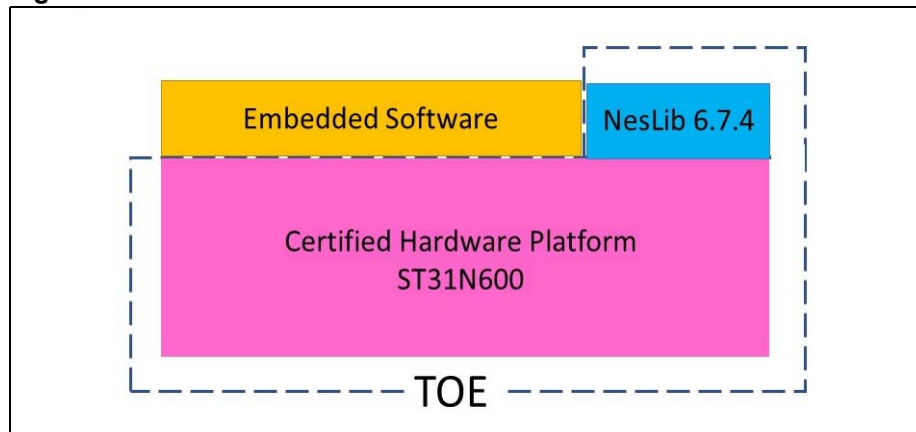 Embedded Software
NesLib 6.7.4
Certified Hardware Platform
ST31N600
TOE